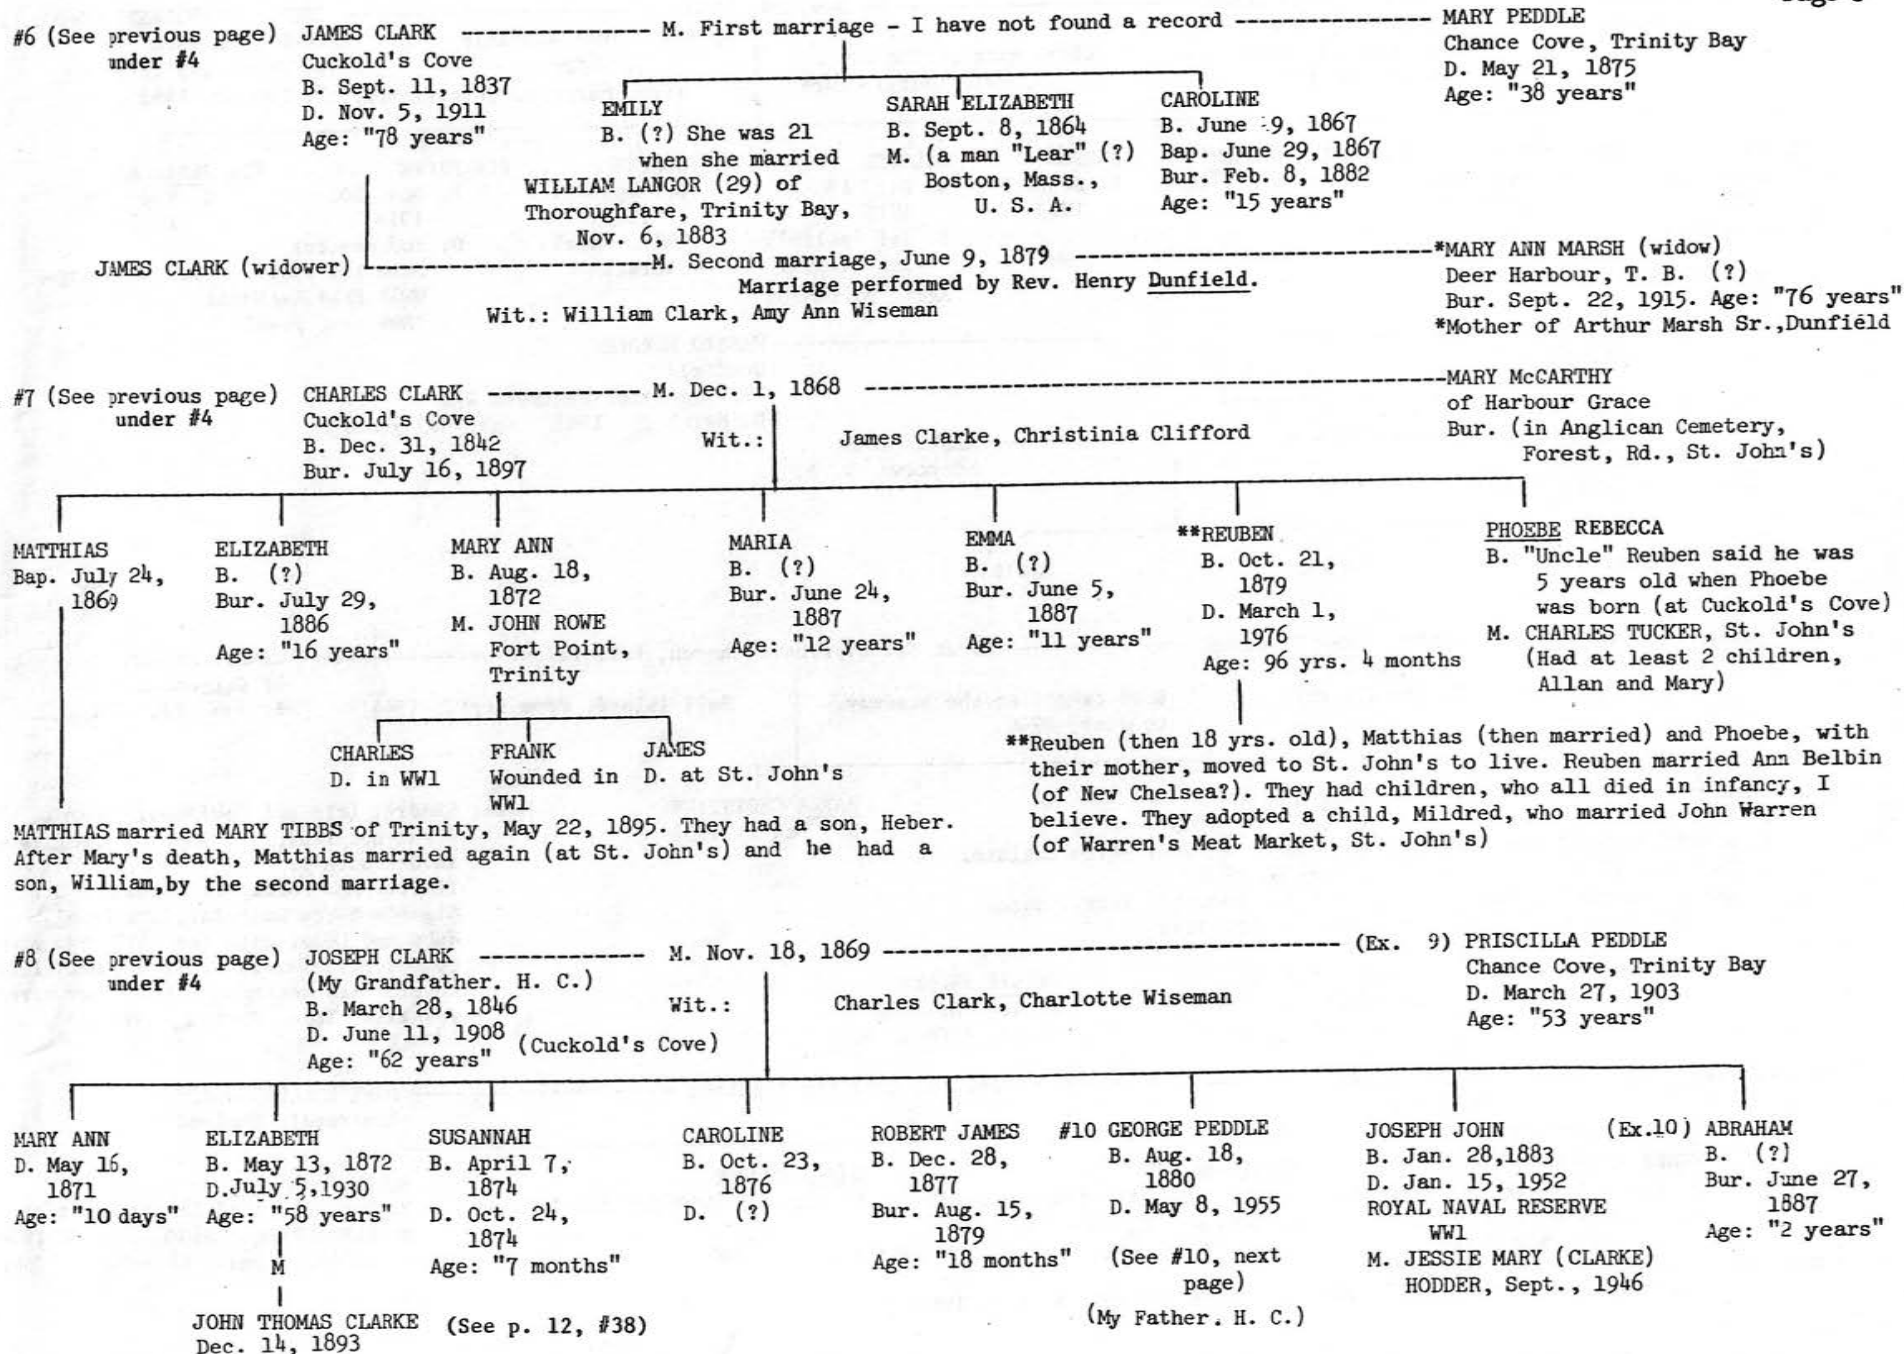 #6 (See previous page) JAMES CLARK ---------------- M. First marriage - I have not found a record --------------- MARY PEDDLE
under #4
Cuckold's Cove
B. Sept. 11, 1837
D. Nov. 5, 1911
Age: "78 years"
Chance Cove, Trinity Bay
D. May 21, 1875
Age: "38 years"
EMILY
B. (?) She was 21
when she married
WILLIAM LANGOR (29) of
Thoroughfare, Trinity Bay,
Nov. 6, 1883
SARAH ELIZABETH
B. Sept. 8, 1864
M. (a man "Lear" (?)
Boston, Mass.,
U. S. A.
CAROLINE
B. June 9, 1867
Bap. June 29, 1867
Bur. Feb. 8, 1882
Age: "15 years"
JAMES CLARK (widower) ----------------M. Second marriage, June 9, 1879 ---------------*MARY ANN MARSH (widow)
Marriage performed by Rev. Henry Dunfield.
Wit.: William Clark, Amy Ann Wiseman
Deer Harbour, T. B. (?)
Bur. Sept. 22, 1915. Age: "76 years"
*Mother of Arthur Marsh Sr.,Dunfield
#7 (See previous page) CHARLES CLARK ------------- M. Dec. 1, 1868 ---------------MARY McCARTHY
under #4
Cuckold's Cove
B. Dec. 31, 1842
Bur. July 16, 1897
Wit.: James Clarke, Christinia Clifford
of Harbour Grace
Bur. (in Anglican Cemetery,
Forest, Rd., St. John's)
MATTHIAS
Bap. July 24,
1869
ELIZABETH
B. (?)
Bur. July 29,
1886
Age: "16 years"
MARY ANN
B. Aug. 18,
1872
M. JOHN ROWE
Fort Point,
Trinity
MARIA
B. (?)
Bur. June 24,
1887
Age: "12 years"
EMMA
B. (?)
Bur. June 5,
1887
Age: "11 years"
**REUBEN
B. Oct. 21,
1879
D. March 1,
1976
Age: 96 yrs. 4 months
PHOEBE REBECCA
B. "Uncle" Reuben said he was
5 years old when Phoebe
was born (at Cuckold's Cove)
M. CHARLES TUCKER, St. John's
(Had at least 2 children,
Allan and Mary)
CHARLES
D. in WW1
FRANK
Wounded in
WW1
JAMES
D. at St. John's
**Reuben (then 18 yrs. old), Matthias (then married) and Phoebe, with
their mother, moved to St. John's to live. Reuben married Ann Belbin
(of New Chelsea?). They had children, who all died in infancy, I
believe. They adopted a child, Mildred, who married John Warren
(of Warren's Meat Market, St. John's)
MATTHIAS married MARY TIBBS of Trinity, May 22, 1895. They had a son, Heber.
After Mary's death, Matthias married again (at St. John's) and he had a
son, William,by the second marriage.
#8 (See previous page) JOSEPH CLARK ------------- M. Nov. 18, 1869 --------------- (Ex. 9) PRISCILLA PEDDLE
under #4
(My Grandfather. H. C.)
B. March 28, 1846
D. June 11, 1908
Age: "62 years" (Cuckold's Cove)
Wit.: Charles Clark, Charlotte Wiseman
Chance Cove, Trinity Bay
D. March 27, 1903
Age: "53 years"
MARY ANN
D. May 16,
1871
Age: "10 days"
ELIZABETH
B. May 13, 1872
D.July 5,1930
Age: "58 years"
M
JOHN THOMAS CLARKE (See p. 12, #38)
Dec. 14, 1893
SUSANNAH
B. April 7,
1874
D. Oct. 24,
1874
Age: "7 months"
CAROLINE
B. Oct. 23,
1876
D. (?)
ROBERT JAMES
B. Dec. 28,
1877
Bur. Aug. 15,
1879
Age: "18 months"
#10 GEORGE PEDDLE
B. Aug. 18,
1880
D. May 8, 1955
(See #10, next
page)
(My Father. H. C.)
JOSEPH JOHN
B. Jan. 28,1883
D. Jan. 15, 1952
ROYAL NAVAL RESERVE
WW1
M. JESSIE MARY (CLARKE)
HODDER, Sept., 1946
(Ex.10) ABRAHAM
B. (?)
Bur. June 27,
1887
Age: "2 years"